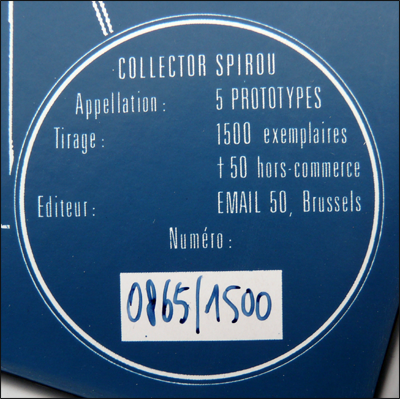 COLLECTOR SPIROU
Appellation: 5 PROTOTYPES
Tirage: 1500 exemplaires
+50 hors-commerce
Editeur: EMAIL 50, Brussels
Numéro:
0865/1500